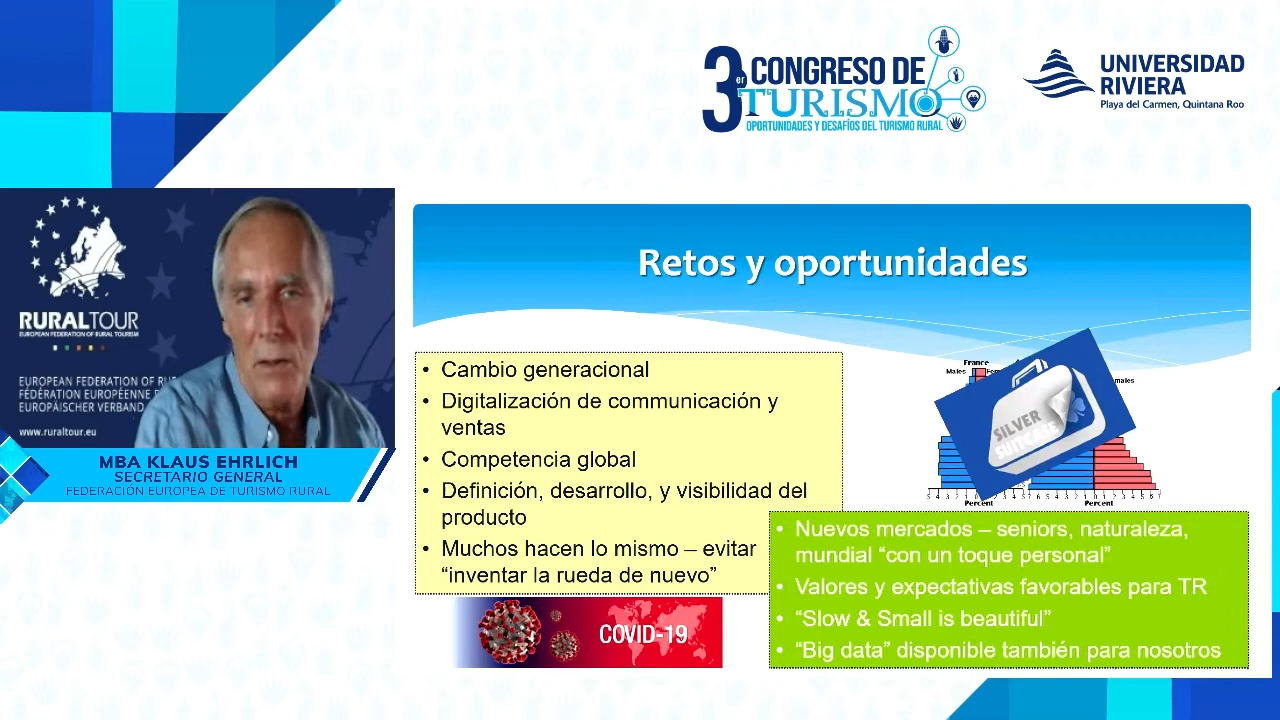 3er CONGRESO DE
TURISMO
OPORTUNIDADES Y DESAFÍOS DEL TURISMO RURAL
UNIVERSIDAD
RIVIERA
Playa del Carmen, Quintana Roo
RURALTOUR
EUROPEAN FEDERATION OF RURAL TOURISM
EUROPEAN FEDERATION OF RU
FÉDÉRATION EUROPÉENNE D
EUROPÄISCHER VERBAND
www.ruraltour.eu
MBA KLAUS EHRLICH
SECRETARIO GENERAL
FEDERACIÓN EUROPEA DE TURISMO RURAL
Retos y oportunidades
• Cambio generacional
• Digitalización de communicación y
ventas
• Competencia global
• Definición, desarrollo, y visibilidad del
producto
• Muchos hacen lo mismo – evitar
“inventar la rueda de nuevo”
COVID-19
France
Males
males
SILVER
SUITCASE
Percent
Percent
• Nuevos mercados – seniors, naturaleza,
mundial “con un toque personal”
• Valores y expectativas favorables para TR
• “Slow & Small is beautiful”
• “Big data” disponible también para nosotros